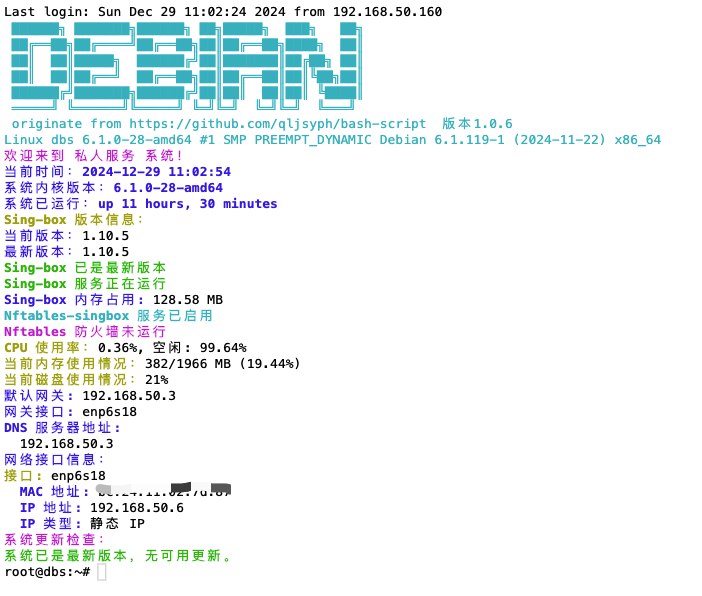 Last login: Sun Dec 29 11:02:24 2024 from 192.168.50.160
DEBIAN
originate from https://github.com/qljsyph/bash-script 版本1.0.6
Linux dbs 6.1.0-28-amd64 #1 SMP PREEMPT_DYNAMIC Debian 6.1.119-1 (2024-11-22) x86_64
欢迎来到 私人服务 系统!
当前时间: 2024-12-29 11:02:54
系统内核版本: 6.1.0-28-amd64
系统已运行: up 11 hours, 30 minutes
Sing-box 版本信息:
当前版本: 1.10.5
最新版本: 1.10.5
Sing-box 已是最新版本
Sing-box 服务正在运行
Sing-box 内存占用: 128.58 MB
Nftables-singbox 服务已启用
Nftables 防火墙未运行
CPU 使用率: 0.36%, 空闲: 99.64%
当前内存使用情况: 382/1966 MB (19.44%)
当前磁盘使用情况: 21%
默认网关: 192.168.50.3
网关接口: enp6s18
DNS 服务器地址:
192.168.50.3
网络接口信息:
接口: enp6s18
MAC 地址:
IP 地址: 192.168.50.6
IP 类型: 静态 IP
系统更新检查:
系统已是最新版本, 无可用更新。
root@dbs:~#